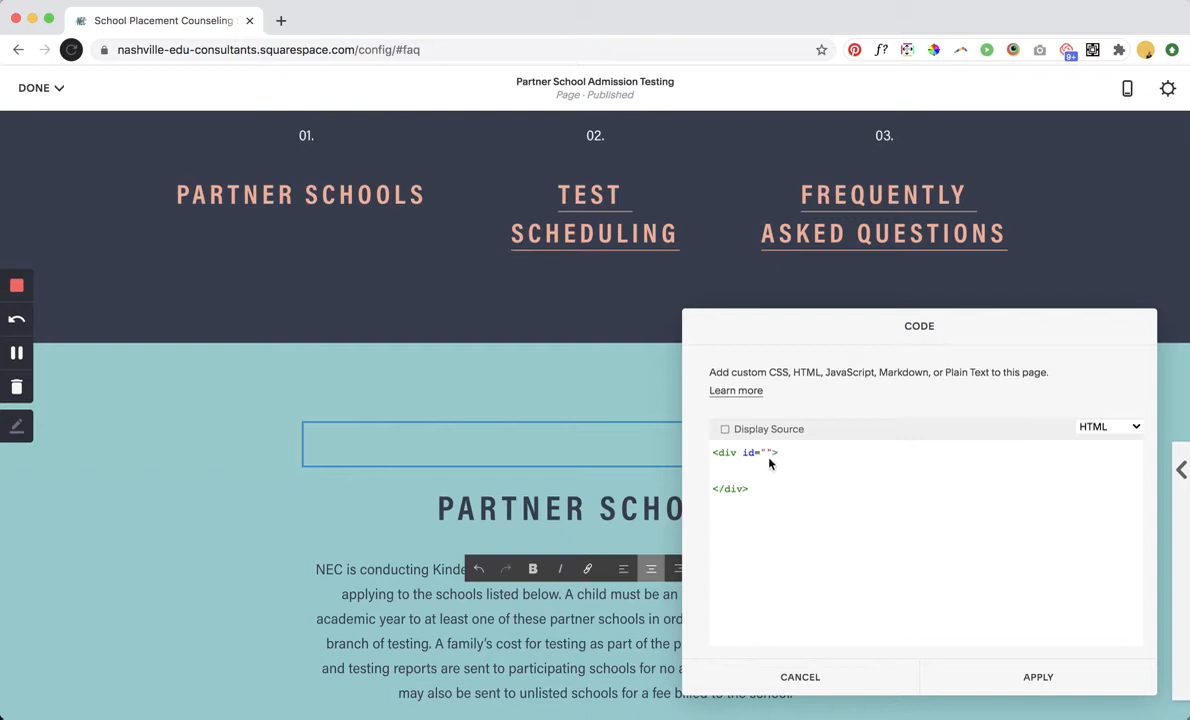 School Placement Counseling
nashville-edu-consultants.squarespace.com/config/#faq
f?
9+
DONE
Partner School Admission Testing
Page · Published
01.
02.
03.
PARTNER SCHOOLS
TEST
SCHEDULING
FREQUENTLY
ASKED QUESTIONS
CODE
Add custom CSS, HTML, JavaScript, Markdown, or Plain Text to this page.
Learn more
Display Source
HTML
<div id="">
</div>
CANCEL
APPLY
PARTNER SCHO
NEC is conducting Kinde
B I
applying to the schools listed below. A child must be an
academic year to at least one of these partner schools in ord
branch of testing. A family's cost for testing as part of the p
and testing reports are sent to participating schools for no a
may also be sent to unlisted schools for a fee billed to the school.